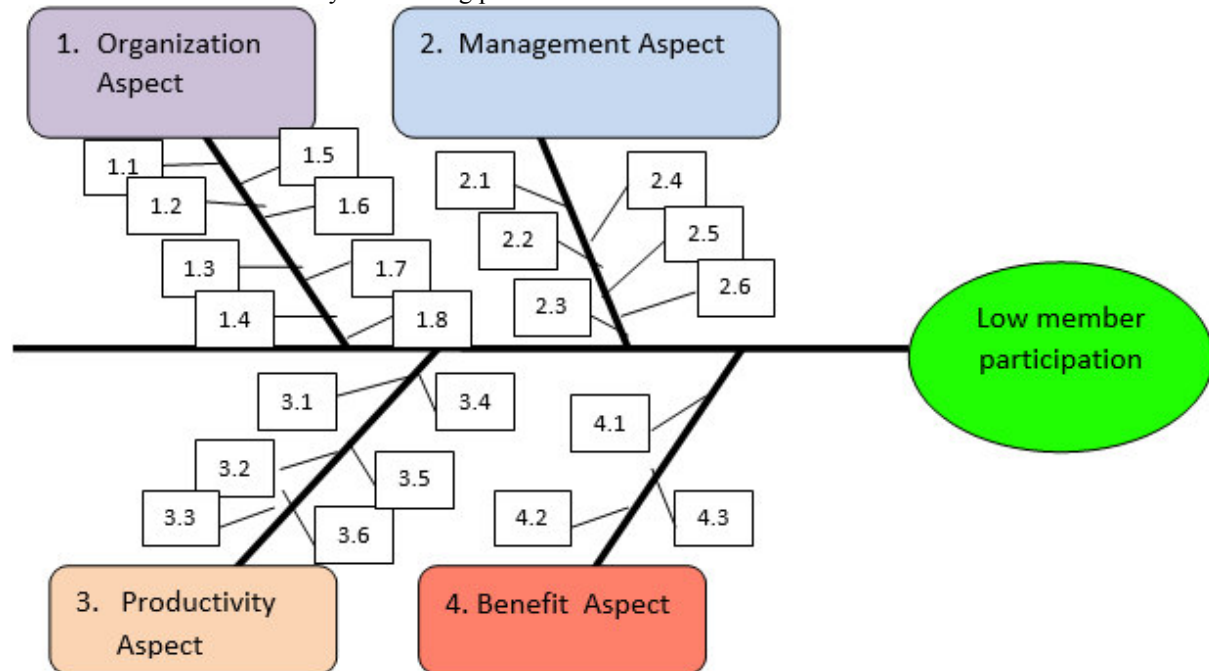 1. Organization
Aspect
2. Management Aspect
1.1
1.5
1.2
1.6
1.3
1.7
1.4
1.8
2.1
2.4
2.2
2.5
2.3
2.6
Low member
participation
3.1
3.4
3.2
3.5
3.3
3.6
4.1
4.2
4.3
3. Productivity
Aspect
4. Benefit Aspect